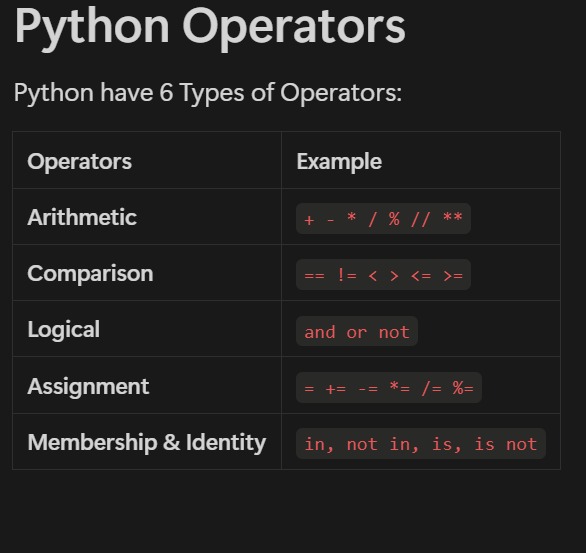 Python Operators
Python have 6 Types of Operators:
Operators Example
Arithmetic + - * / % // **
Comparison == != < > <= >=
Logical and or not
Assignment = += -= *= /= %=
Membership & Identity in, not in, is, is not